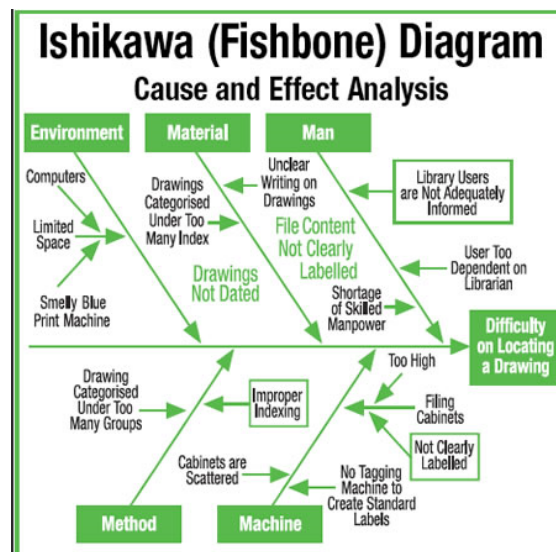 Ishikawa (Fishbone) Diagram
Cause and Effect Analysis
Environment
Material
Man
Computers
Limited
Space
Smelly Blue
Print Machine
Drawings
Categorised
Under Too
Many Index
Unclear
Writing on
Drawings
Drawings
Not Dated
File Content
Not Clearly
Labelled
Library Users
are Not Adequately
Informed
User Too
Dependent on
Librarian
Shortage
of Skilled
Manpower
Difficulty
on Locating
a Drawing
Drawing
Categorised
Under Too
Many Groups
Improper
Indexing
Too High
Filing
Cabinets
Not Clearly
Labelled
Cabinets are
Scattered
No Tagging
Machine to
Create Standard
Labels
Method
Machine